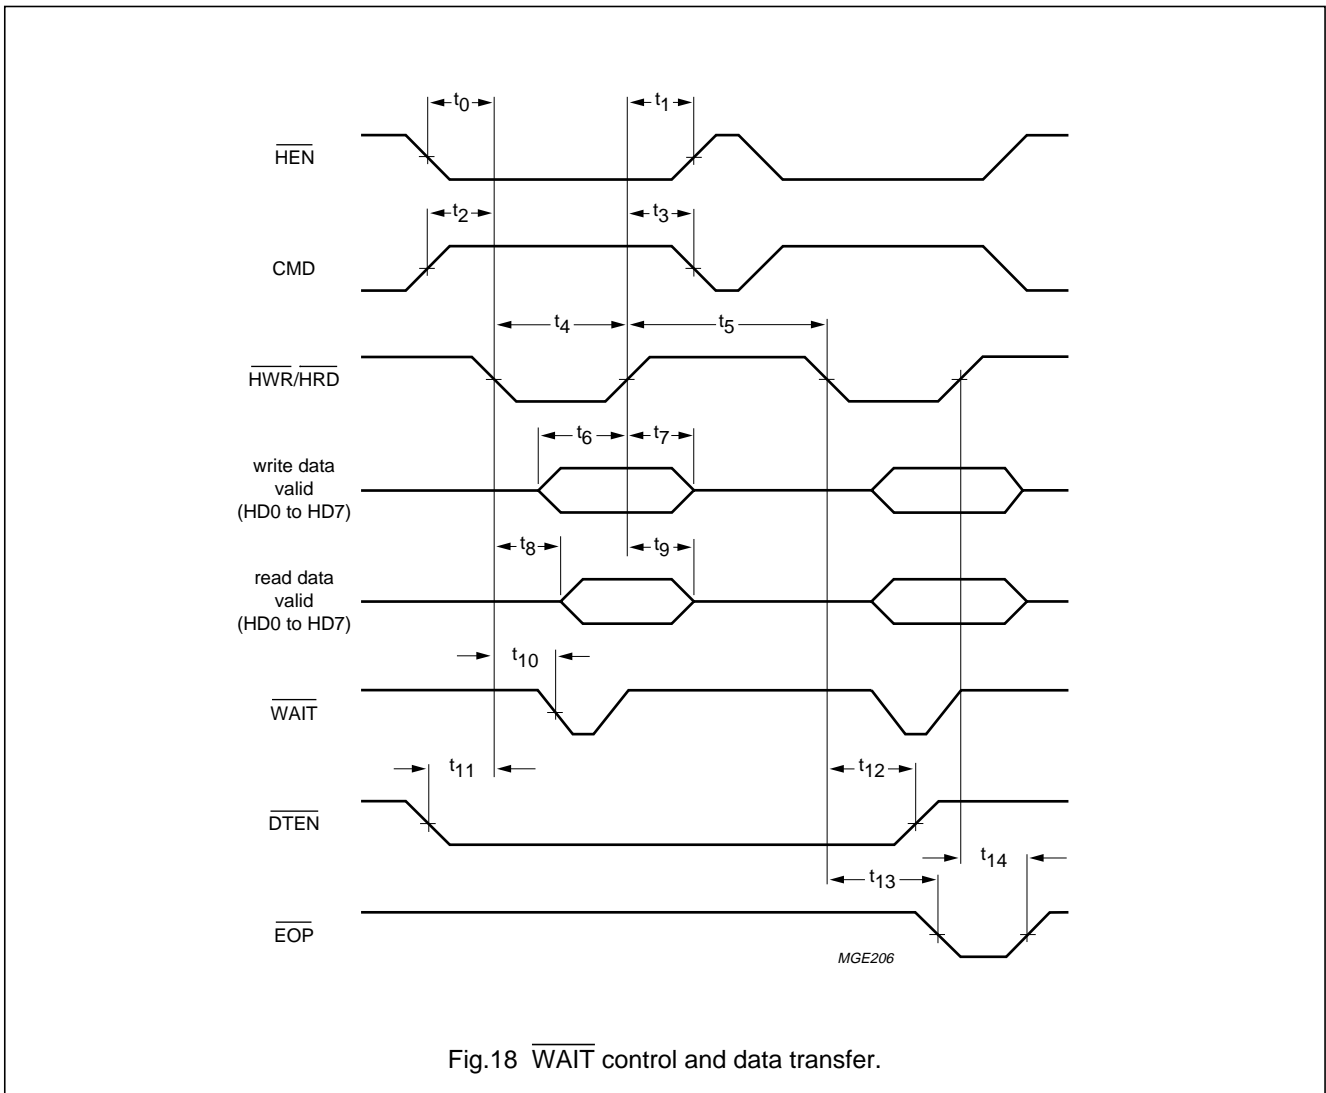 t0
t1
HEN
t2
t3
CMD
t4
t5
HWR/HRD
t6
t7
write data
valid
(HD0 to HD7)
t8
t9
read data
valid
(HD0 to HD7)
t10
WAIT
t11
t12
DTEN
t13
t14
EOP
MGE206
Fig.18 WAIT control and data transfer.